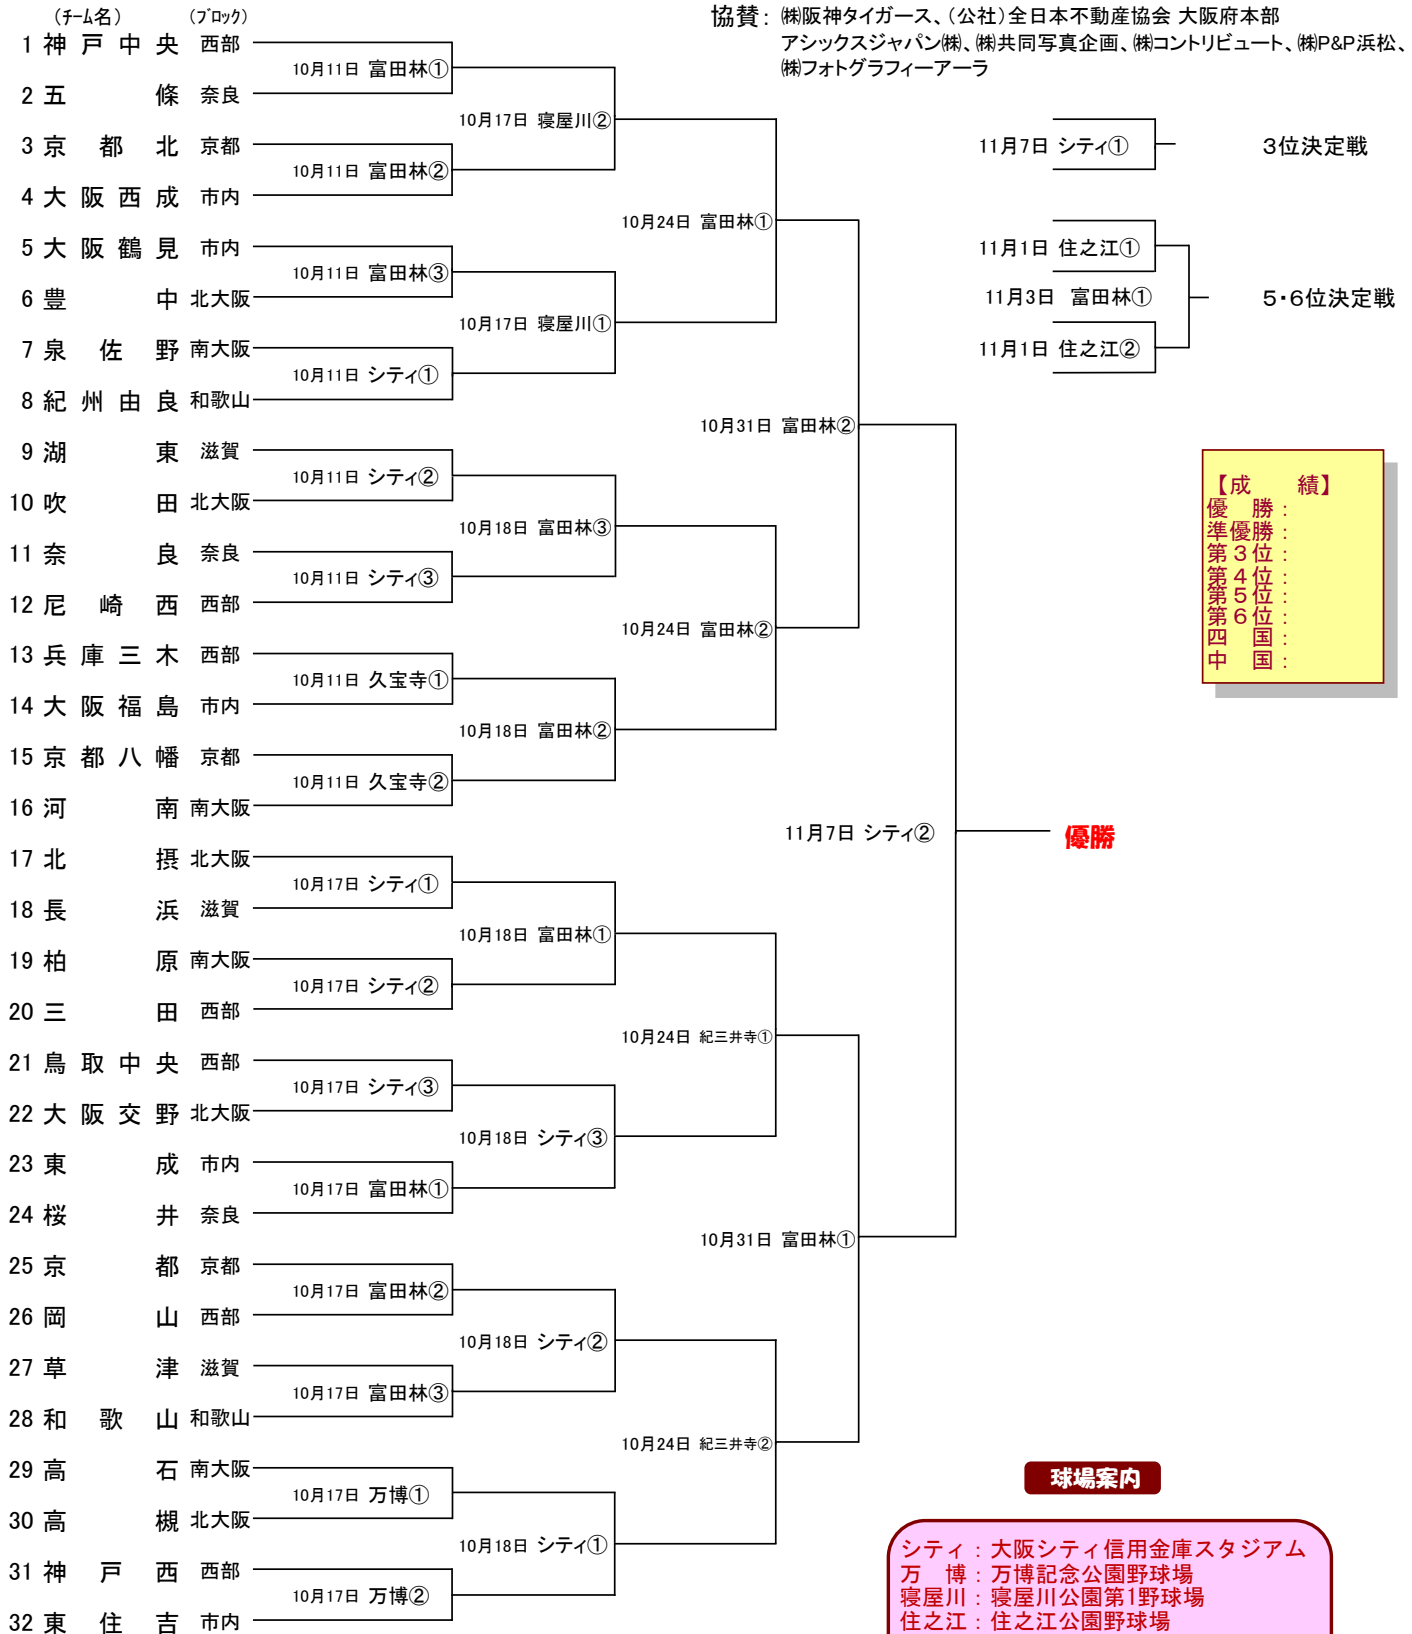 (ﾁｰﾑ名) (ﾌﾞﾛｯｸ)
協賛：㈱阪神タイガース、（公社）全日本不動産協会 大阪府本部
アシックスジャパン㈱、㈱共同写真企画、㈱コントリビュート、㈱P&P浜松、
㈱フォトグラフィーアーラ
1 神戸中央 西部
10月11日 富田林①
2 五條 奈良
10月17日 寝屋川②
3 京都北 京都
10月11日 富田林②
4 大阪西成 市内
10月24日 富田林①
5 大阪鶴見 市内
10月11日 富田林③
6 豊中 北大阪
10月17日 寝屋川①
7 泉佐野 南大阪
10月11日 シティ①
8 紀州由良 和歌山
10月31日 富田林②
9 湖東 滋賀
10月11日 シティ②
10 吹田 北大阪
10月18日 富田林③
11 奈良 奈良
10月11日 シティ③
12 尼崎西 西部
10月24日 富田林②
13 兵庫三木 西部
10月11日 久宝寺①
14 大阪福島 市内
10月18日 富田林②
15 京都八幡 京都
10月11日 久宝寺②
16 河南 南大阪
11月7日 シティ②
優勝
17 北摂 北大阪
10月17日 シティ①
18 長浜 滋賀
10月18日 富田林①
19 柏原 南大阪
10月17日 シティ②
20 三田 西部
10月24日 紀三井寺①
21 鳥取中央 西部
10月17日 シティ③
22 大阪交野 北大阪
10月18日 シティ③
23 東成 市内
10月17日 富田林①
24 桜井 奈良
10月31日 富田林①
25 京都 京都
10月17日 富田林②
26 岡山 西部
10月18日 シティ②
27 草津 滋賀
10月17日 富田林③
28 和歌山 和歌山
10月24日 紀三井寺②
29 高石 南大阪
10月17日 万博①
30 高槻 北大阪
10月18日 シティ①
31 神戸西 西部
10月17日 万博②
32 東住吉 市内
11月7日 シティ① 3位決定戦
11月1日 住之江①
11月3日 富田林① 5・6位決定戦
11月1日 住之江②
【成　績】
優　勝：
準優勝：
第３位：
第４位：
第５位：
第６位：
四　国：
中　国：
球場案内
シティ：大阪シティ信用金庫スタジアム
万　博：万博記念公園野球場
寝屋川：寝屋川公園第1野球場
住之江：住之江公園野球場